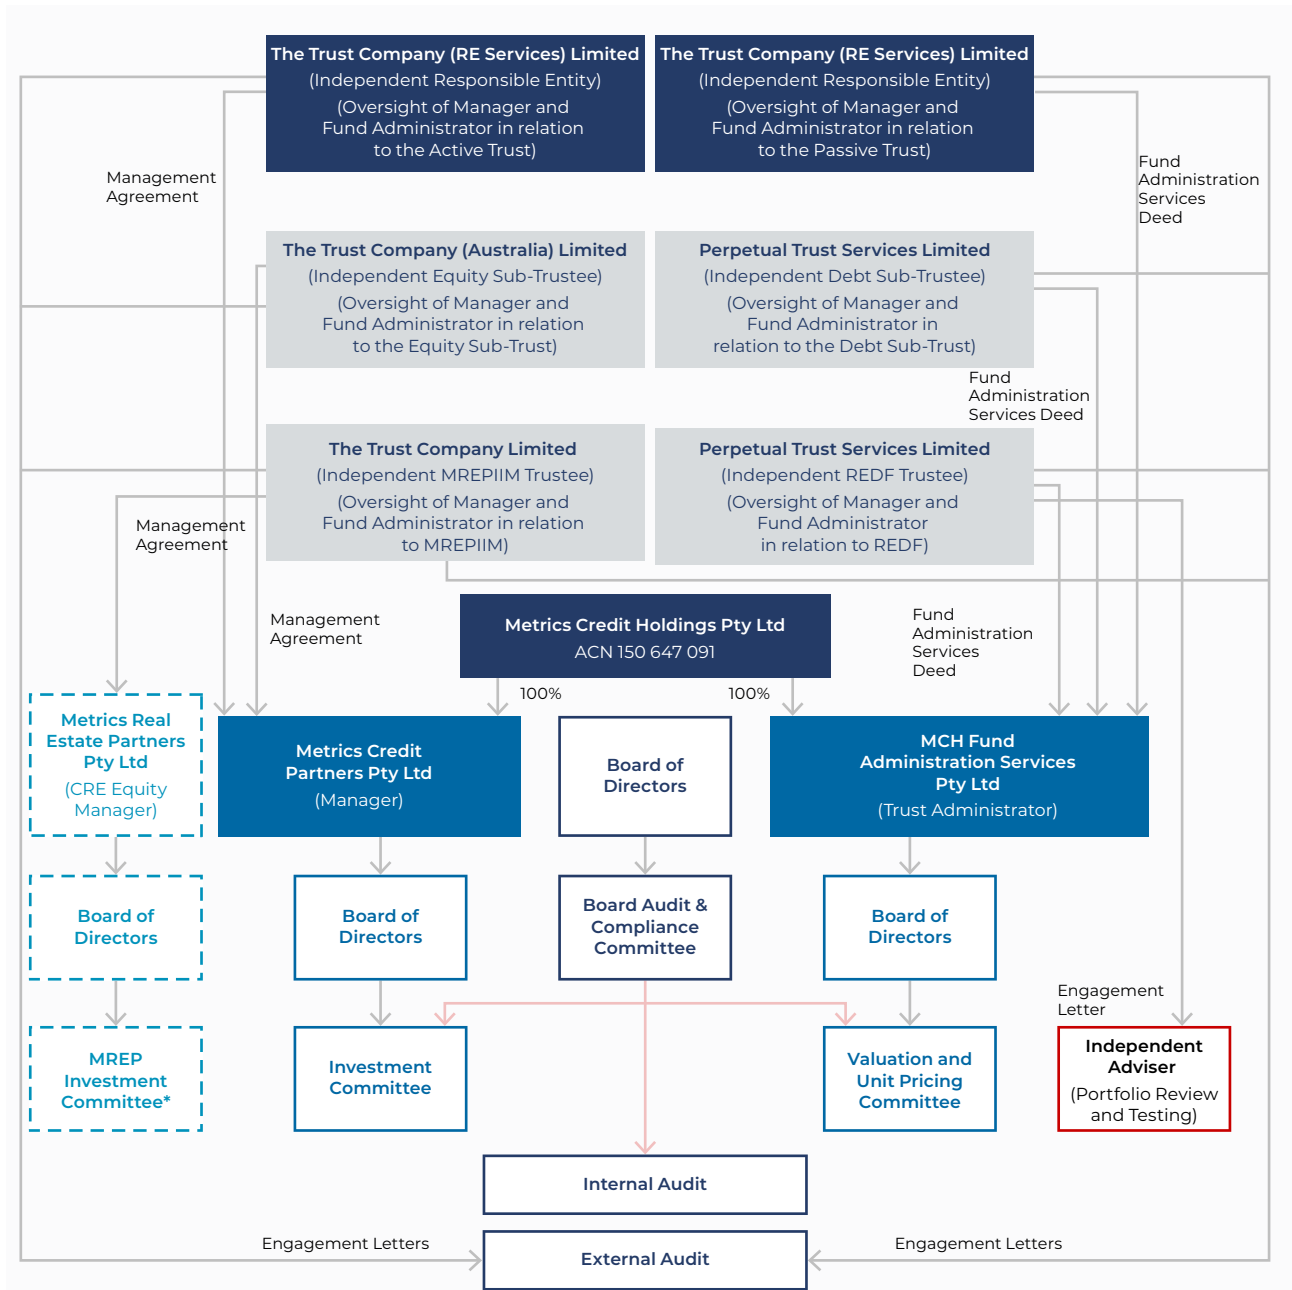 The Trust Company (RE Services) Limited
(Independent Responsible Entity)
(Oversight of Manager and
Fund Administrator in relation
to the Active Trust)
The Trust Company (RE Services) Limited
(Independent Responsible Entity)
(Oversight of Manager and
Fund Administrator in relation
to the Passive Trust)
Management
Agreement
Fund
Administration
Services
Deed
The Trust Company (Australia) Limited
(Independent Equity Sub-Trustee)
(Oversight of Manager and
Fund Administrator in relation
to the Equity Sub-Trust)
Perpetual Trust Services Limited
(Independent Debt Sub-Trustee)
(Oversight of Manager and
Fund Administrator in
relation to the Debt Sub-Trust)
Fund
Administration
Services Deed
The Trust Company Limited
(Independent MREPIIM Trustee)
(Oversight of Manager and
Fund Administrator in relation
to MREPIIM)
Perpetual Trust Services Limited
(Independent REDF Trustee)
(Oversight of Manager and
Fund Administrator
in relation to REDF)
Management
Agreement
Management
Agreement
Metrics Credit Holdings Pty Ltd
ACN 150 647 091
Fund
Administration
Services
Deed
100%
100%
Metrics Real
Estate Partners
Pty Ltd
(CRE Equity
Manager)
Metrics Credit
Partners Pty Ltd
(Manager)
Board of
Directors
MCH Fund
Administration Services
Pty Ltd
(Trust Administrator)
Board of
Directors
Board of
Directors
Board Audit &
Compliance
Committee
Board of
Directors
Engagement
Letter
MREP
Investment
Committee*
Investment
Committee
Valuation and
Unit Pricing
Committee
Independent
Adviser
(Portfolio Review
and Testing)
Internal Audit
Engagement Letters
External Audit
Engagement Letters